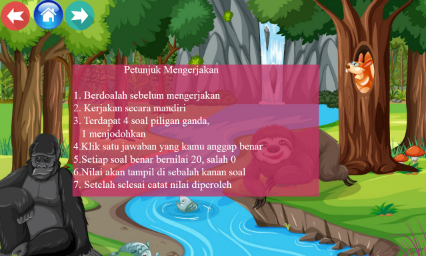 Petunjuk Mengerjakan
1. Berdoalah sebelum mengerjakan
2. Kerjakan secara mandiri
3. Terdapat 4 soal piligan ganda,
1 menjodohkan
4.Klik satu jawaban yang kamu anggap benar
5.Setiap soal benar bernilai 20, salah 0
6.Nilai akan tampil di sebalah kanan soal
7. Setelah selesai catat nilai diperoleh